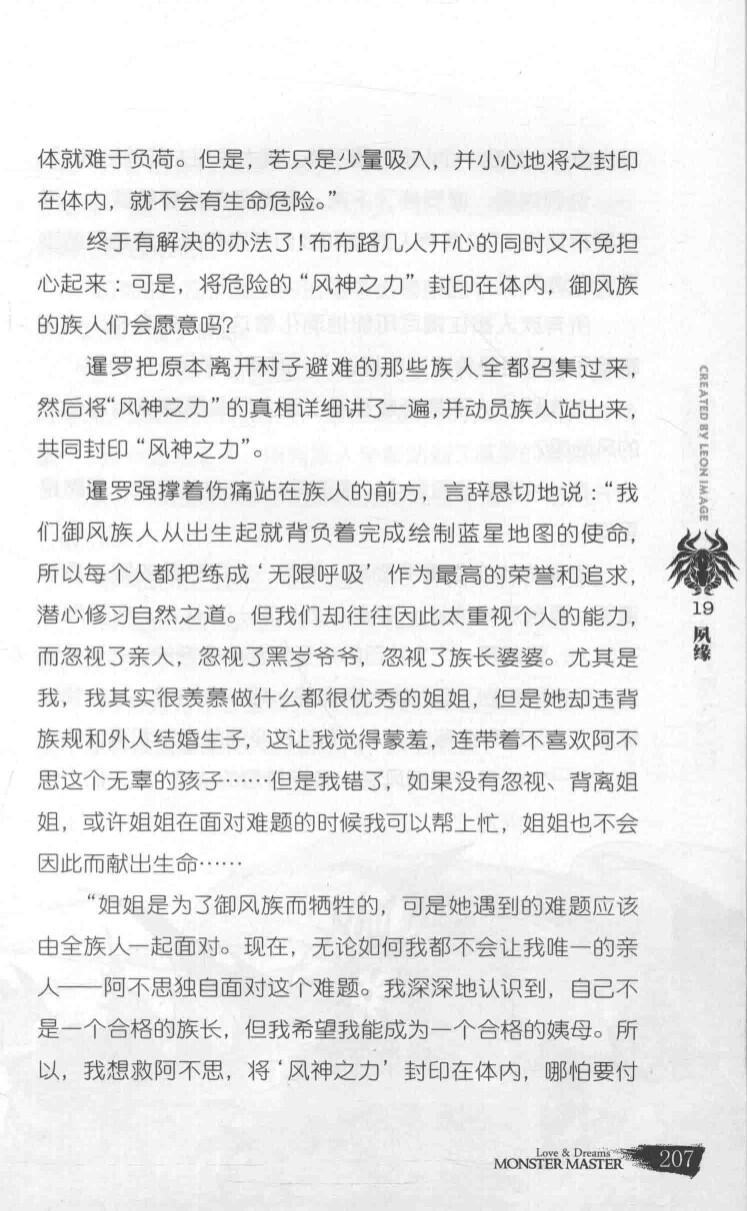 体就难于负荷。但是，若只是少量吸入，并小心地将之封印
在体内，就不会有生命危险。”
终于有解决的办法了！布布路几人开心的同时又不免担
心起来：可是，将危险的“风神之力”封印在体内，御风族
的族人们会愿意吗？
暹罗把原本离开村子避难的那些族人全都召集过来，
然后将“风神之力”的真相详细讲了一遍，并动员族人站出来，
共同封印“风神之力”。
暹罗强撑着伤痛站在族人的前方，言辞恳切地说：“我
们御风族人从出生起就背负着完成绘制蓝星地图的使命，
所以每个人都把练成‘无限呼吸’作为最高的荣誉和追求，
潜心修习自然之道。但我们却往往因此太重视个人的能力，
而忽视了亲人，忽视了黑岁爷爷，忽视了族长婆婆。尤其是
我，我其实很羡慕做什么都很优秀的姐姐，但是她却违背
族规和外人结婚生子，这让我觉得蒙羞，连带着不喜欢阿不
思这个无辜的孩子……但是我错了，如果没有忽视、背离姐
姐，或许姐姐在面对难题的时候我可以帮上忙，姐姐也不会
因此而献出生命……
“姐姐是为了御风族而牺牲的，可是她遇到的难题应该
由全族人一起面对。现在，无论如何我都不会让我唯一的亲
人——阿不思独自面对这个难题。我深深地认识到，自己不
是一个合格的族长，但我希望我能成为一个合格的姨母。所
以，我想救阿不思，将‘风神之力’封印在体内，哪怕要付
CREATED BY LEON IMAGE
19
夙缘
Love & Dreams
MONSTER MASTER
207